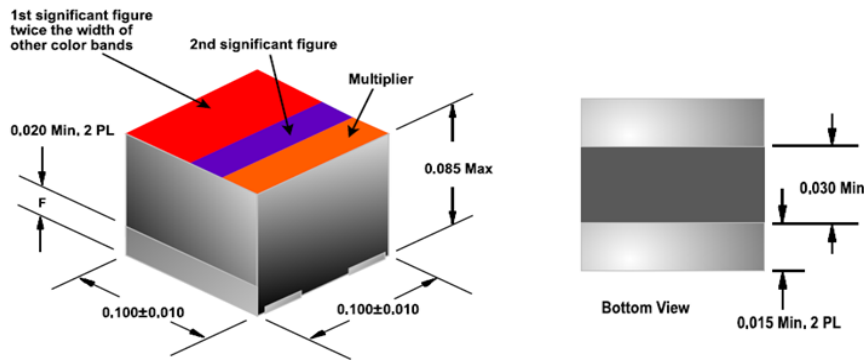 1st significant figure
twice the width of
other color bands
2nd significant figure
Multiplier
0.020 Min, 2 PL
F
0.085 Max
0.100±0.010
0.100±0.010
0.030 Min
Bottom View
0.015 Min, 2 PL